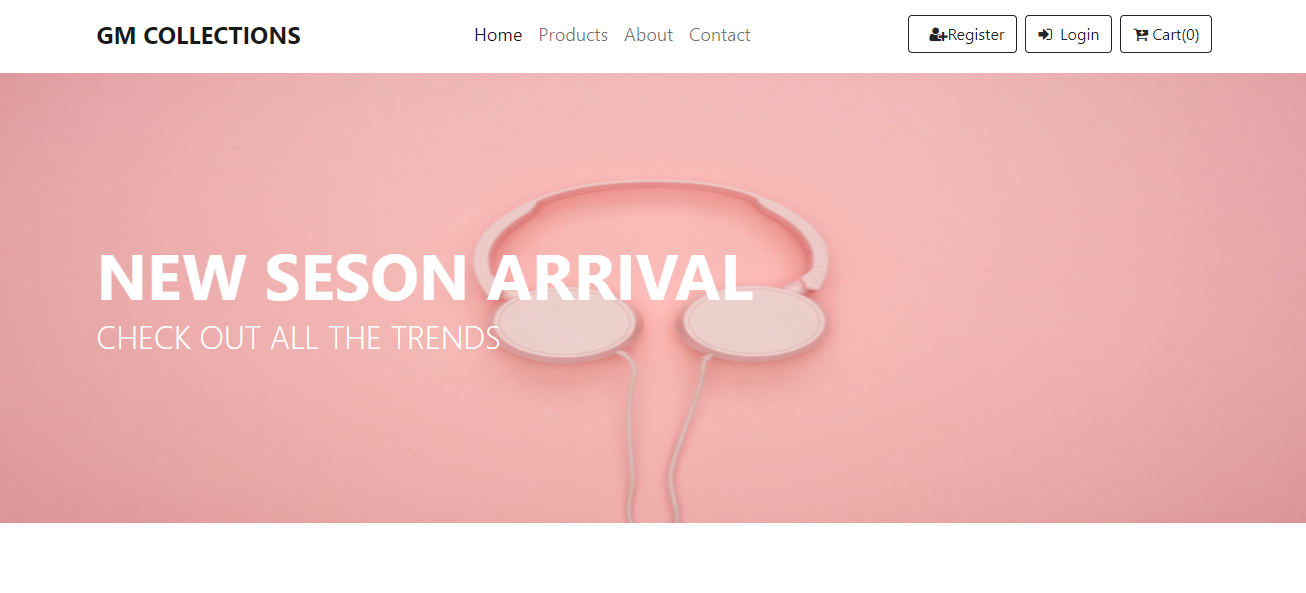 GM COLLECTIONS Home Products About Contact Register Login Cart(0)
NEW SESON ARRIVAL
CHECK OUT ALL THE TRENDS